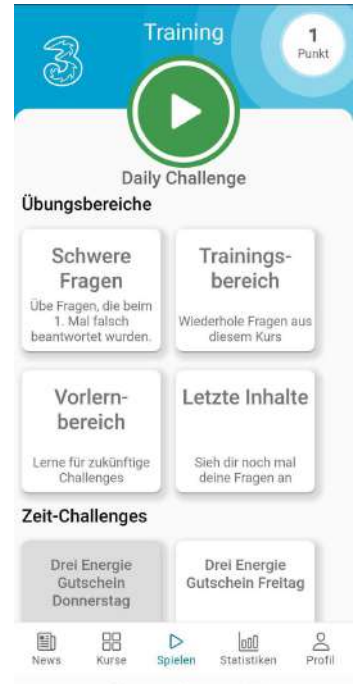 3
Training
1
Punkt
Daily Challenge
Übungsbereiche
Schwere
Fragen
Übe Fragen, die beim
1. Mal falsch
beantwortet wurden.
Trainings-
bereich
Wiederhole Fragen aus
diesem Kurs
Vorlern-
bereich
Lerne für zukünftige
Challenges
Letzte Inhalte
Sieh dir noch mal
deine Fragen an
Zeit-Challenges
Drei Energie
Gutschein
Donnerstag
Drei Energie
Gutschein Freitag
News
Kurse
Spielen
Statistiken
Profil